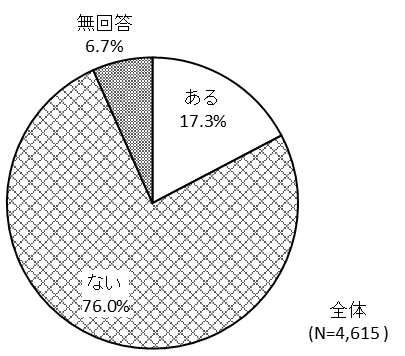 無回答
6.7%
ある
17.3%
ない
76.0%
全体
(N=4,615 )